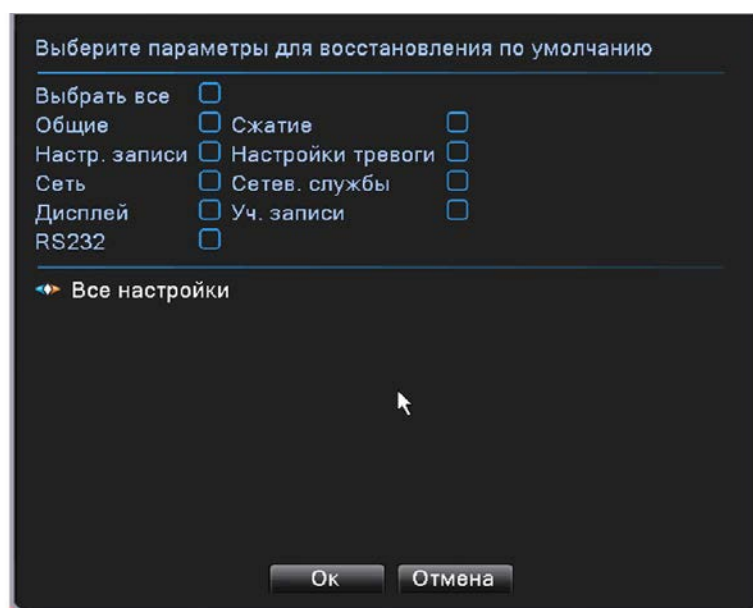 Выберите параметры для восстановления по умолчанию
Выбрать все
Общие Сжатие
Настр. записи Настройки тревоги
Сеть Сетев. службы
Дисплей Уч. записи
RS232
Все настройки
Ок Отмена